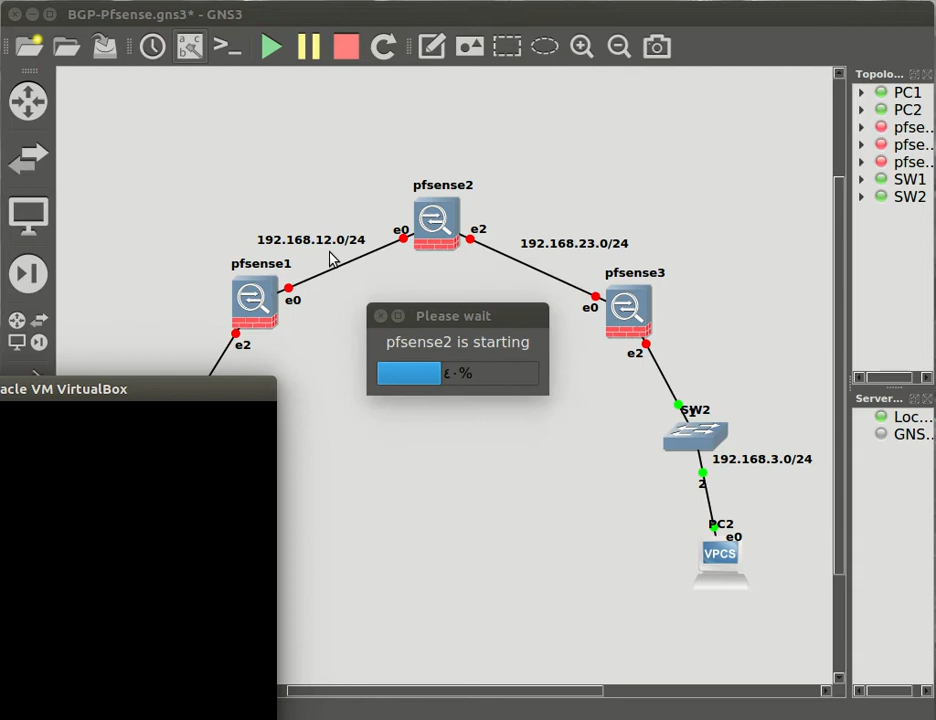 BGP-Pfsense.gns3* - GNS3
a
b c
Topolo...
PC1
PC2
pfse..
pfse..
pfse..
SW1
SW2
pfsense2
e0
e2
192.168.12.0/24
192.168.23.0/24
pfsense1
e0
e2
pfsense3
e0
e2
Please wait
pfsense2 is starting
٤٠%
acle VM VirtualBox
SW2
1
192.168.3.0/24
2
PC2
e0
VPCS
Server...
Loc...
GNS..